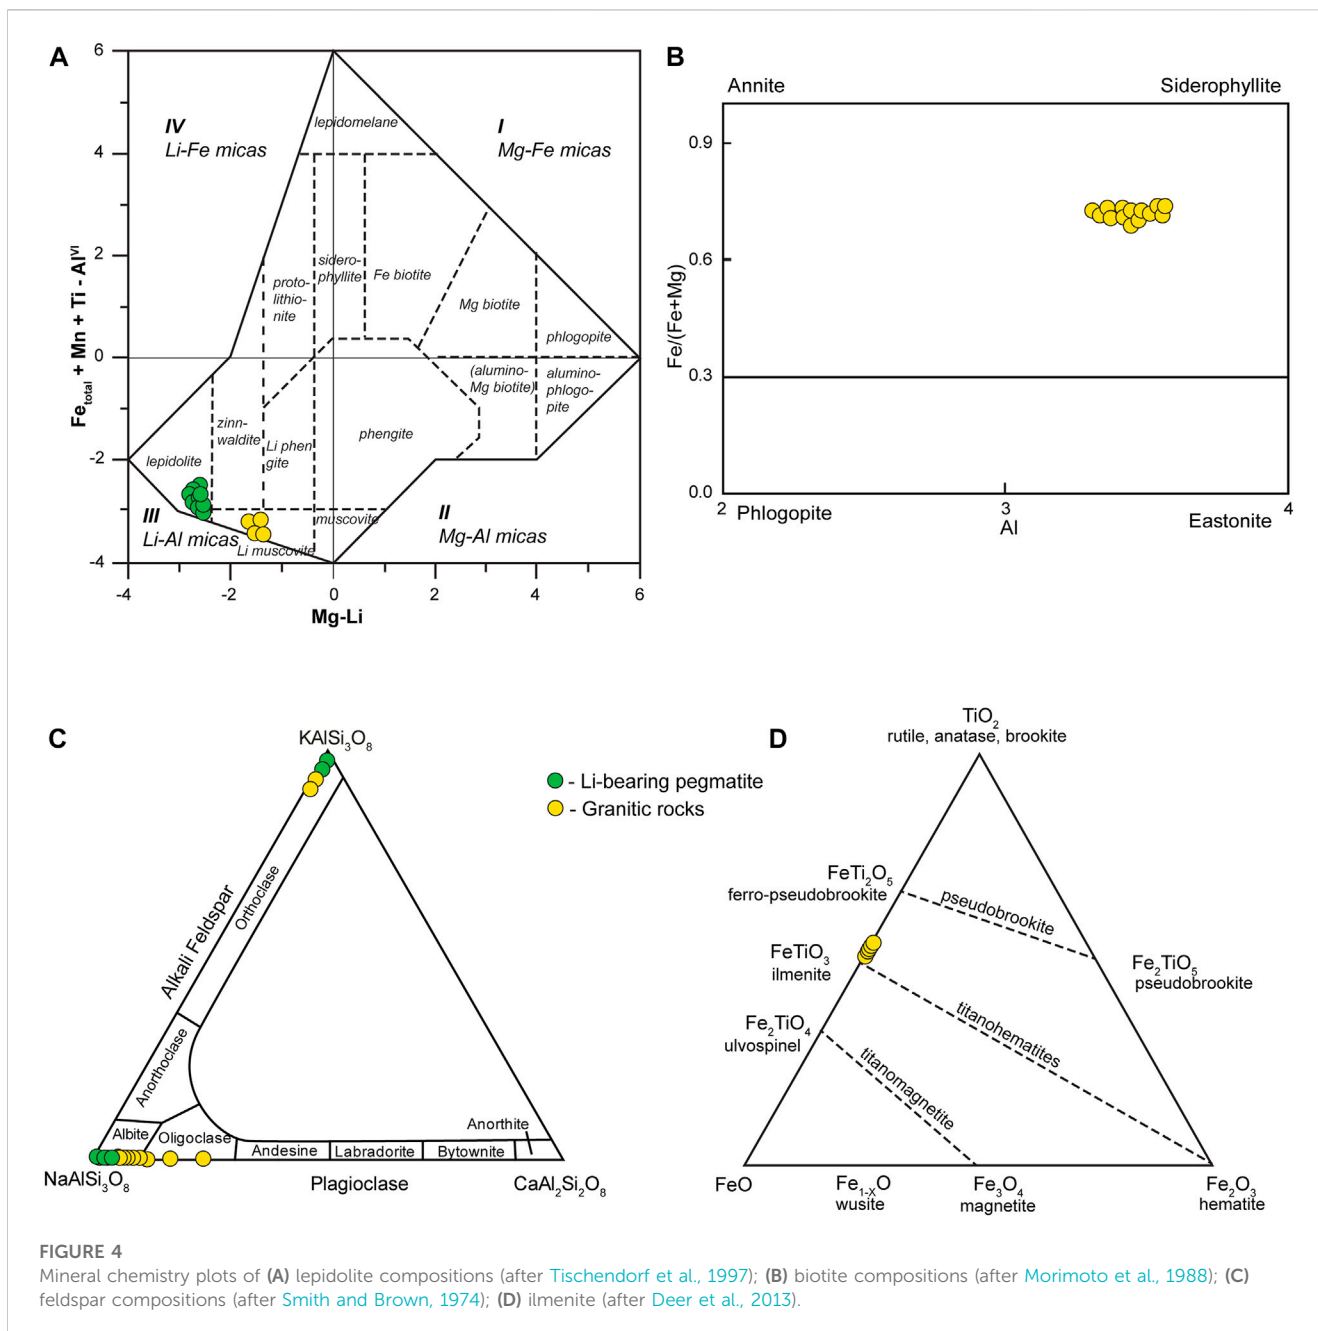 A
6
4
2
0
-2
-4
Fe_total + Mn + Ti - Al^VI
-4
-2
0
2
4
6
Mg-Li
IV
Li-Fe micas
I
Mg-Fe micas
lepidomelane
proto-
lithio-
nite
sidero-
phyllite
Fe biotite
Mg biotite
phlogopite
(alumino-
Mg biotite)
alumino-
phlogo-
pite
zinn-
waldite
Li phen
gite
phengite
lepidolite
III
Li-Al micas
Li muscovite
muscovite
II
Mg-Al micas
B
Annite
Siderophyllite
0.9
0.6
0.3
0.0
Fe/(Fe+Mg)
2
3
4
Phlogopite
Al
Eastonite
C
KAlSi₃O₈
Alkali Feldspar
Orthoclase
Anorthoclase
Albite
Oligoclase
Andesine
Labradorite
Bytownite
Anorthite
NaAlSi₃O₈
Plagioclase
CaAl₂Si₂O₈
- Li-bearing pegmatite
- Granitic rocks
D
TiO₂
rutile, anatase, brookite
FeTi₂O₅
ferro-pseudobrookite
pseudobrookite
FeTiO₃
ilmenite
Fe₂TiO₅
pseudobrookite
Fe₂TiO₄
ulvospinel
titanohematites
titanomagnetite
FeO
Fe₁₋ₓO
wusite
Fe₃O₄
magnetite
Fe₂O₃
hematite
FIGURE 4
Mineral chemistry plots of (A) lepidolite compositions (after Tischendorf et al., 1997); (B) biotite compositions (after Morimoto et al., 1988); (C)
feldspar compositions (after Smith and Brown, 1974); (D) ilmenite (after Deer et al., 2013).